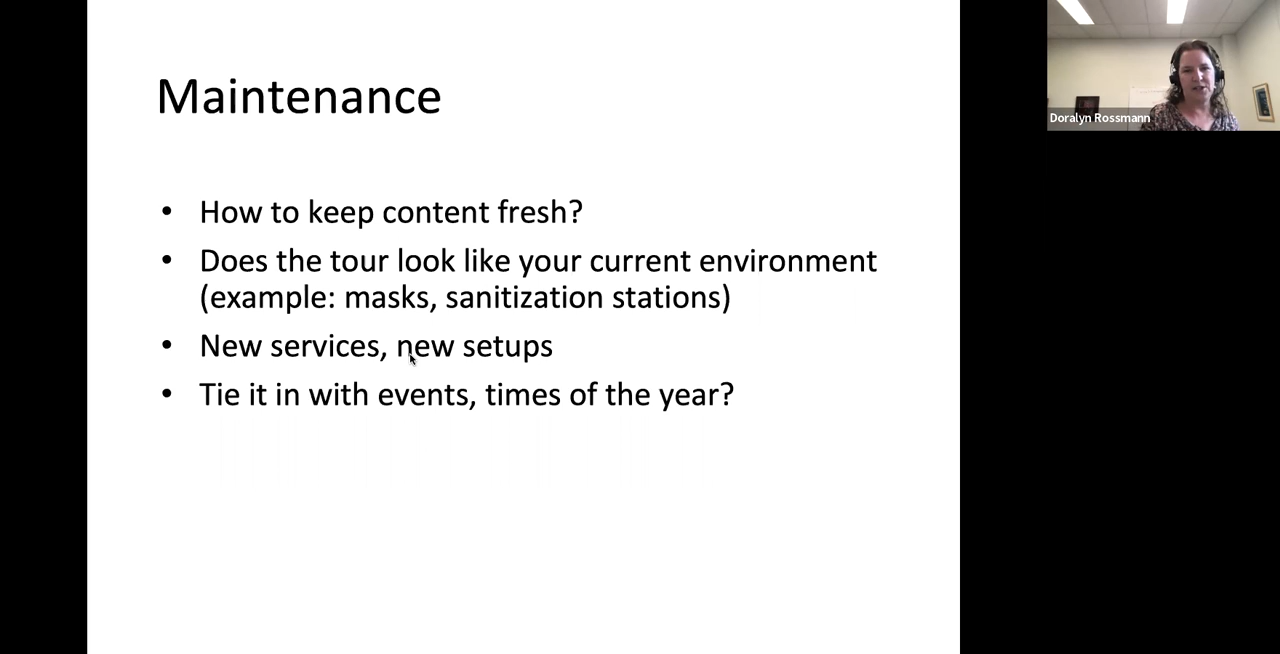 Maintenance
• How to keep content fresh?
• Does the tour look like your current environment
(example: masks, sanitization stations)
• New services, new setups
• Tie it in with events, times of the year?
Doralyn Rossmann